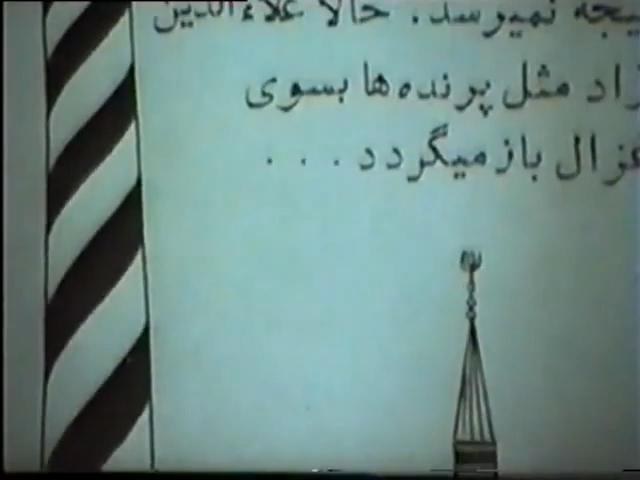 نمیرسد. حالا علاءالدین
مثل پرنده‌ها بسوی
بازمیگردد . . .